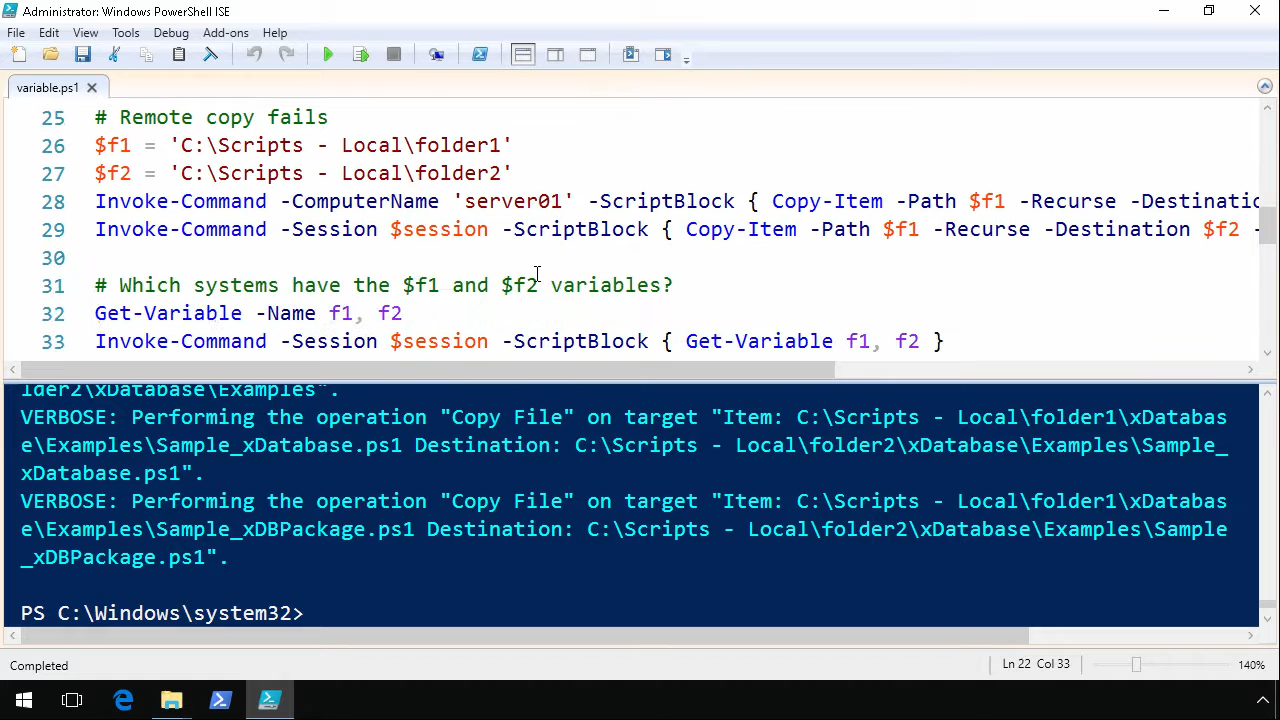 Administrator: Windows PowerShell ISE
File Edit View Tools Debug Add-ons Help
variable.ps1
25 # Remote copy fails
26 $f1 = 'C:\Scripts - Local\folder1'
27 $f2 = 'C:\Scripts - Local\folder2'
28 Invoke-Command -ComputerName 'server01' -ScriptBlock { Copy-Item -Path $f1 -Recurse -Destinatio
29 Invoke-Command -Session $session -ScriptBlock { Copy-Item -Path $f1 -Recurse -Destination $f2 -
30
31 # Which systems have the $f1 and $f2 variables?
32 Get-Variable -Name f1, f2
33 Invoke-Command -Session $session -ScriptBlock { Get-Variable f1, f2 }
lder2\xDatabase\Examples".
VERBOSE: Performing the operation "Copy File" on target "Item: C:\Scripts - Local\folder1\xDatabas
e\Examples\Sample_xDatabase.ps1 Destination: C:\Scripts - Local\folder2\xDatabase\Examples\Sample_
xDatabase.ps1".
VERBOSE: Performing the operation "Copy File" on target "Item: C:\Scripts - Local\folder1\xDatabas
e\Examples\Sample_xDBPackage.ps1 Destination: C:\Scripts - Local\folder2\xDatabase\Examples\Sample
_xDBPackage.ps1".
PS C:\Windows\system32>
Completed
Ln 22 Col 33
140%